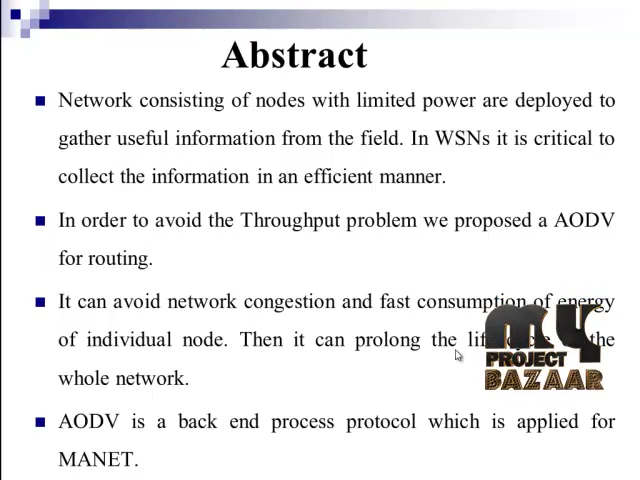 Abstract
Network consisting of nodes with limited power are deployed to
gather useful information from the field. In WSNs it is critical to
collect the information in an efficient manner.
In order to avoid the Throughput problem we proposed a AODV
for routing.
It can avoid network congestion and fast consumption of energy
of individual node. Then it can prolong the the
whole network.
AODV is a back end process protocol which is applied for
MANET.
my
PROJECT
BAZAAR